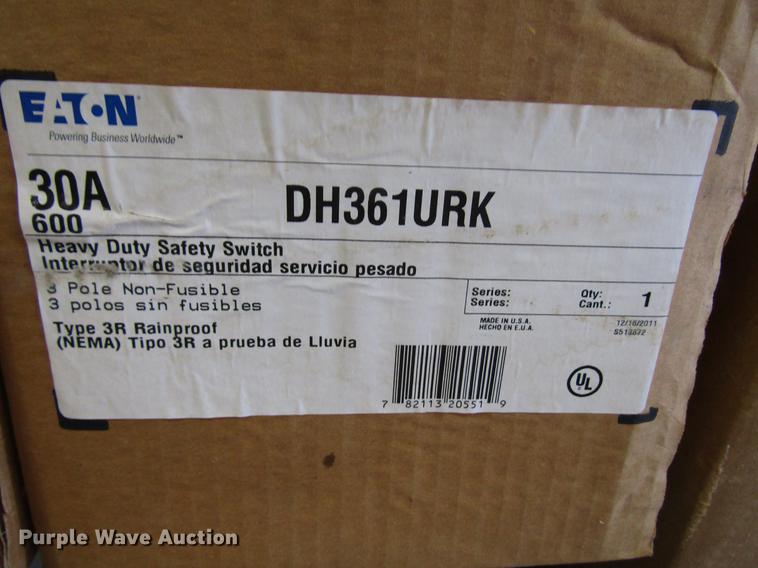 EATON
Powering Business Worldwide™
30A
600
DH361URK
Heavy Duty Safety Switch
Interruptor de seguridad servicio pesado
3 Pole Non-Fusible
3 polos sin fusibles
Type 3R Rainproof
(NEMA) Tipo 3R a prueba de Lluvia
Series: Qty:
Series: Cant.: 1
MADE IN U.S.A.
HECHO EN E.U.A.
12/16/2011
7 82113 20551 9
UL
Purple Wave Auction